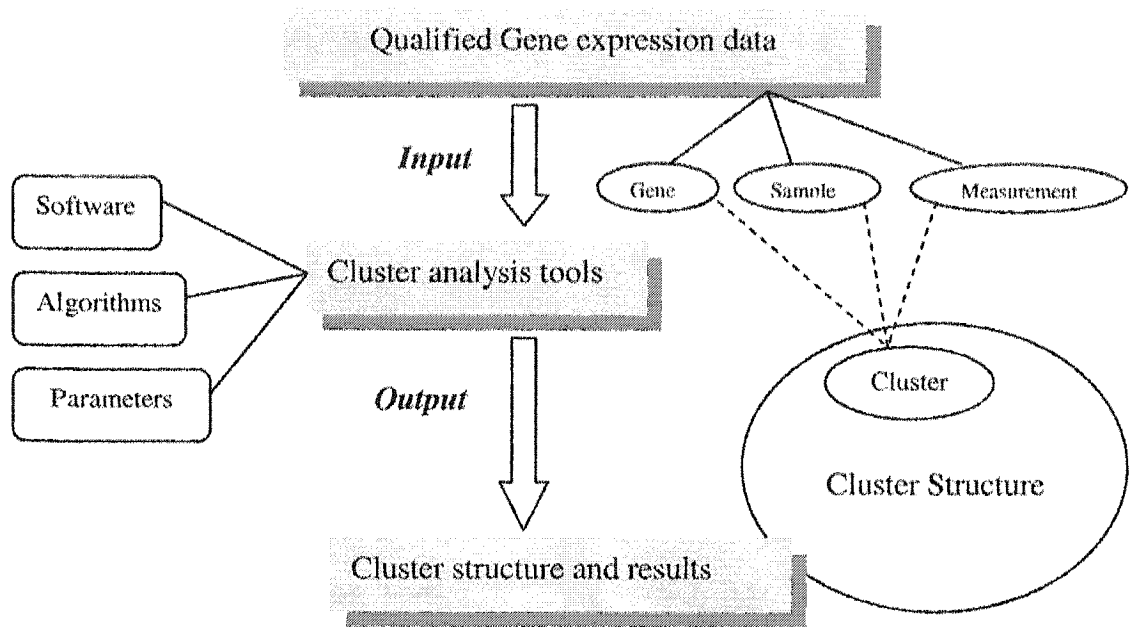 Qualified Gene expression data
Input
Gene
Sample
Measurement
Software
Algorithms
Parameters
Cluster analysis tools
Output
Cluster
Cluster Structure
Cluster structure and results